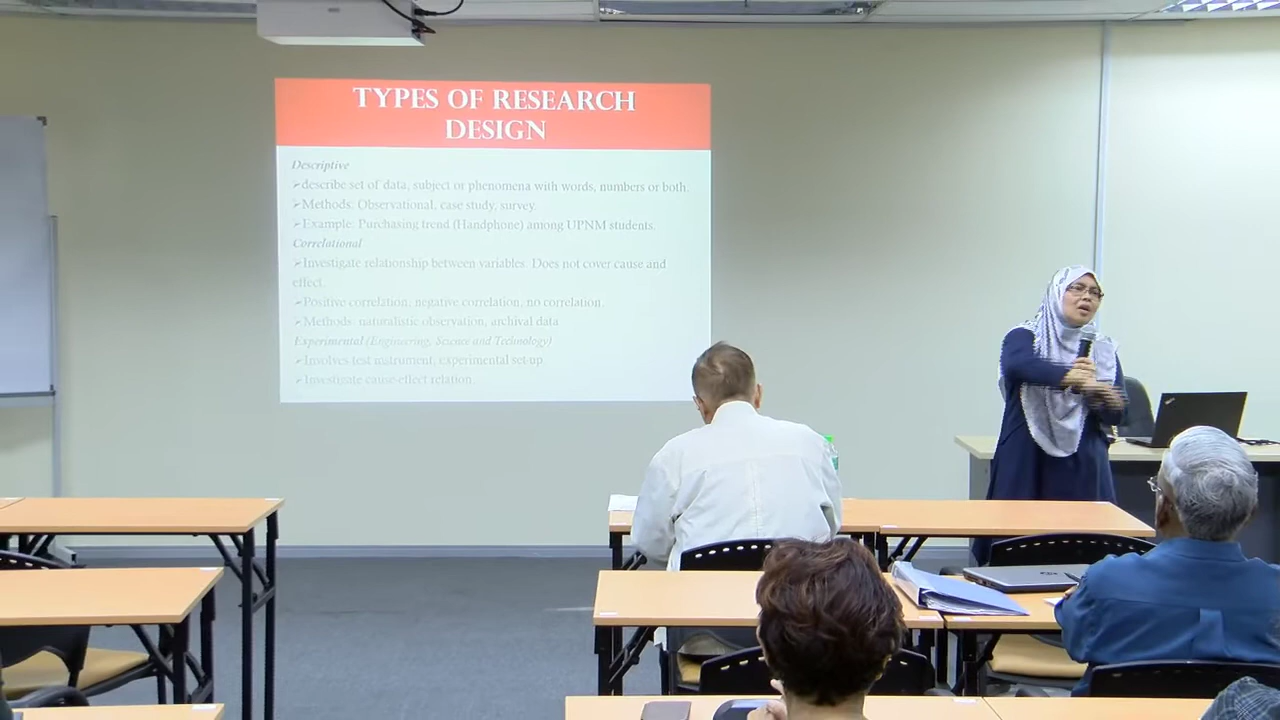 TYPES OF RESEARCH
DESIGN
Descriptive
➢describe set of data, subject or phenomena with words, numbers or both.
➢Methods: Observational, case study, survey.
➢Example: Purchasing trend (Handphone) among UPNM students.
Correlational
➢Investigate relationship between variables. Does not cover cause and
effect.
➢Positive correlation, negative correlation, no correlation.
➢Methods: naturalistic observation, archival data
Experimental (Engineering, Science and Technology)
➢Involves test instrument, experimental set-up
➢Investigate cause-effect relation.